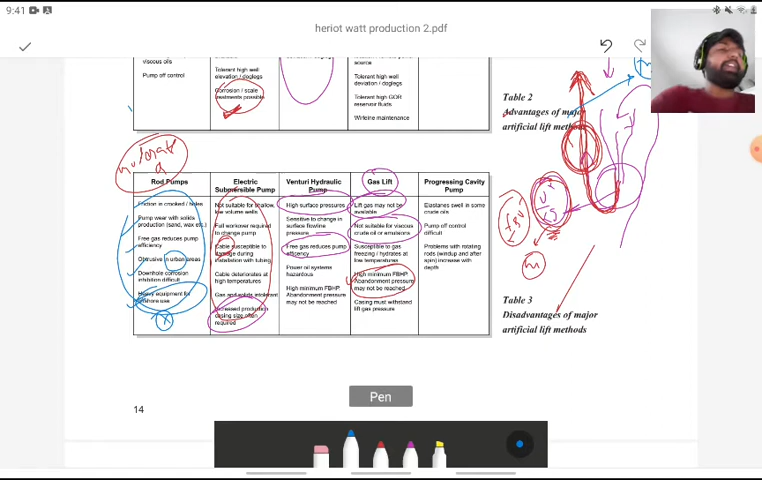 9:41
heriot watt production 2.pdf
viscous oils
Pump off control
Tolerant high well
elevation / doglegs
Corrosion / scale
treatments possible
source
Tolerant high well
deviation / doglegs
Tolerant high GOR
reservoir fluids
Wirleine maintenance
Table 2
Advantages of major
artificial lift methods
Rod Pumps
Electric
Submersible Pump
Venturi Hydraulic
Pump
Gas Lift
Progressing Cavity
Pump
Friction in crooked / holes
Pump wear with solids
production (sand, wax etc.)
Free gas reduces pump
efficiency
Obtrusive in urban areas
Downhole corrosion
inhibition difficult
Heavy equipment for
offshore use
Not suitable for shallow,
low volume wells
Full workover required
to change pump
Cable susceptible to
damage during
installation with tubing
Cable deteriorates at
high temperatures
Gas and solids intolerant
Increased production
casing size often
required
High surface pressures
Sensitive to change in
surface flowline
pressure
Free gas reduces pump
efficiency
Power oil systems
hazardous
High minimum FBHP.
Abandonment pressure
may not be reached
Lift gas may not be
available
Not suitable for viscous
crude oil or emulsions
Susceptible to gas
freezing / hydrates at
low temperatures
High minimum FBHP.
Abandonment pressure
may not be reached
Casing must withstand
lift gas pressure
Elastomers swell in some
crude oils
Pump off control
difficult
Problems with rotating
rods (windup and after
spin) increase with
depth
Table 3
Disadvantages of major
artificial lift methods
Pen
14